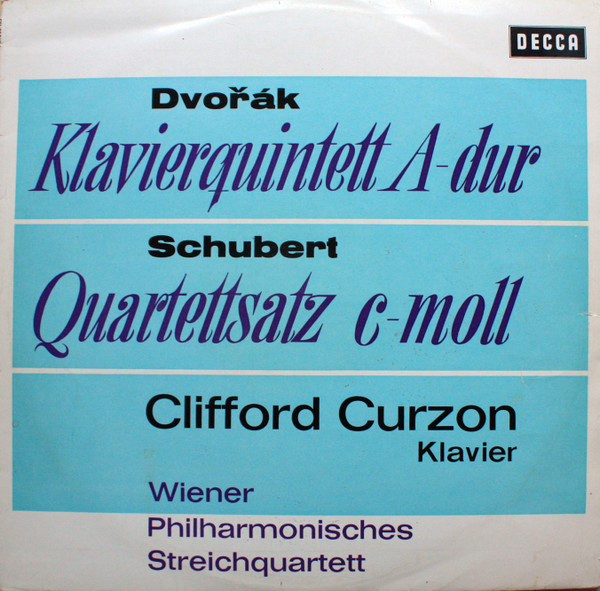 DECCA
Dvořák
Klavierquintett A-dur
Schubert
Quartettsatz c-moll
Clifford Curzon
Klavier
Wiener
Philharmonisches
Streichquartett